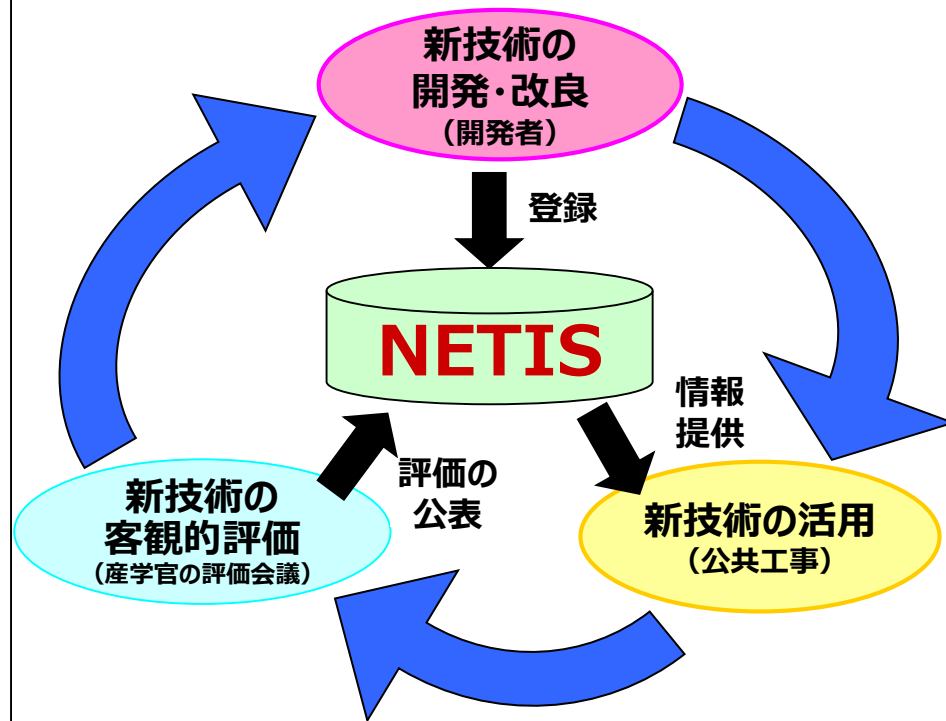 新技術の
開発・改良
（開発者）
登録
NETIS
情報
提供
評価の
公表
新技術の
客観的評価
（産学官の評価会議）
新技術の活用
（公共工事）